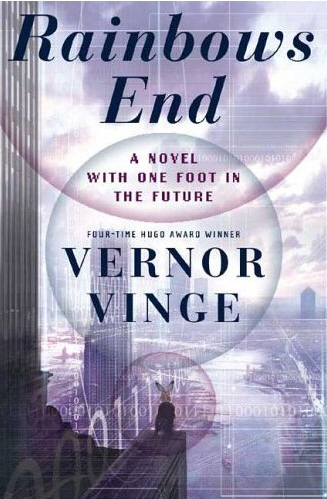 Rainbows
End
A NOVEL
WITH ONE FOOT IN
THE FUTURE
FOUR-TIME HUGO AWARD WINNER
VERNOR
VINGE